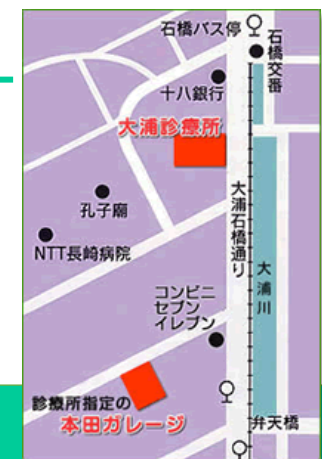 石橋バス停
石橋交番
十八銀行
大浦診療所
孔子廟
NTT長崎病院
大浦石橋通り
大浦川
コンビニ
セブン
イレブン
診療所指定の
本田ガレージ
弁天橋